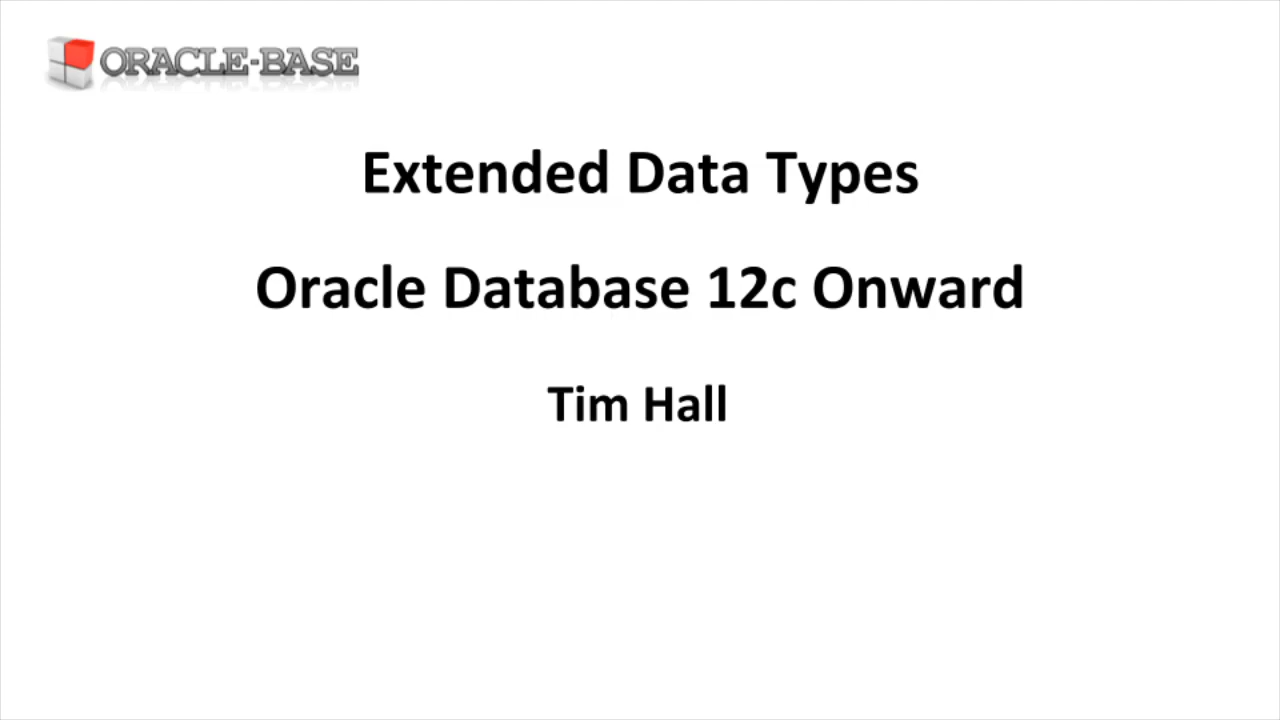 ORACLE-BASE
Extended Data Types
Oracle Database 12c Onward
Tim Hall